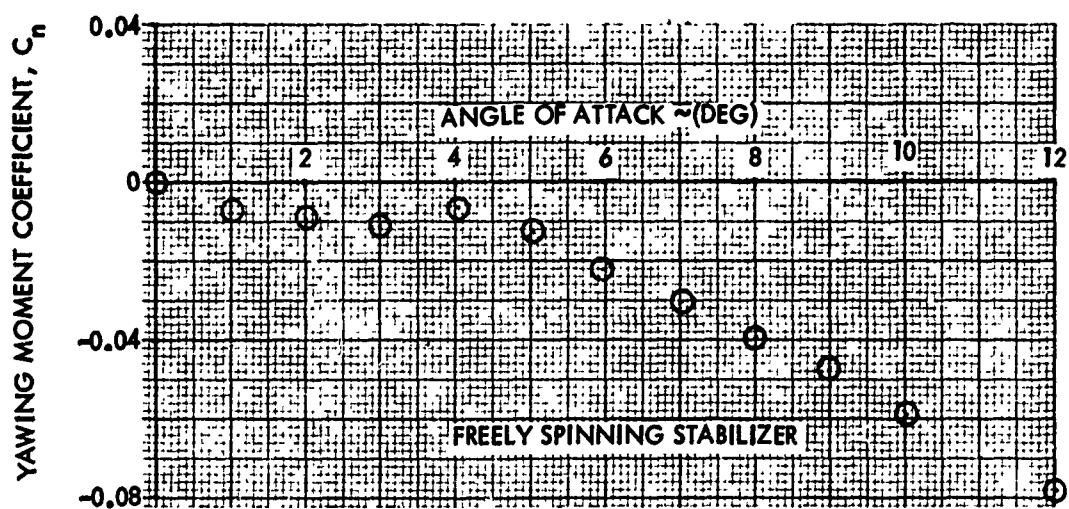 YAWING MOMENT COEFFICIENT, Cn
0.04
ANGLE OF ATTACK ~(DEG)
2 4 6 8 10 12
0
-0.04
FREELY SPINNING STABILIZER
-0.08